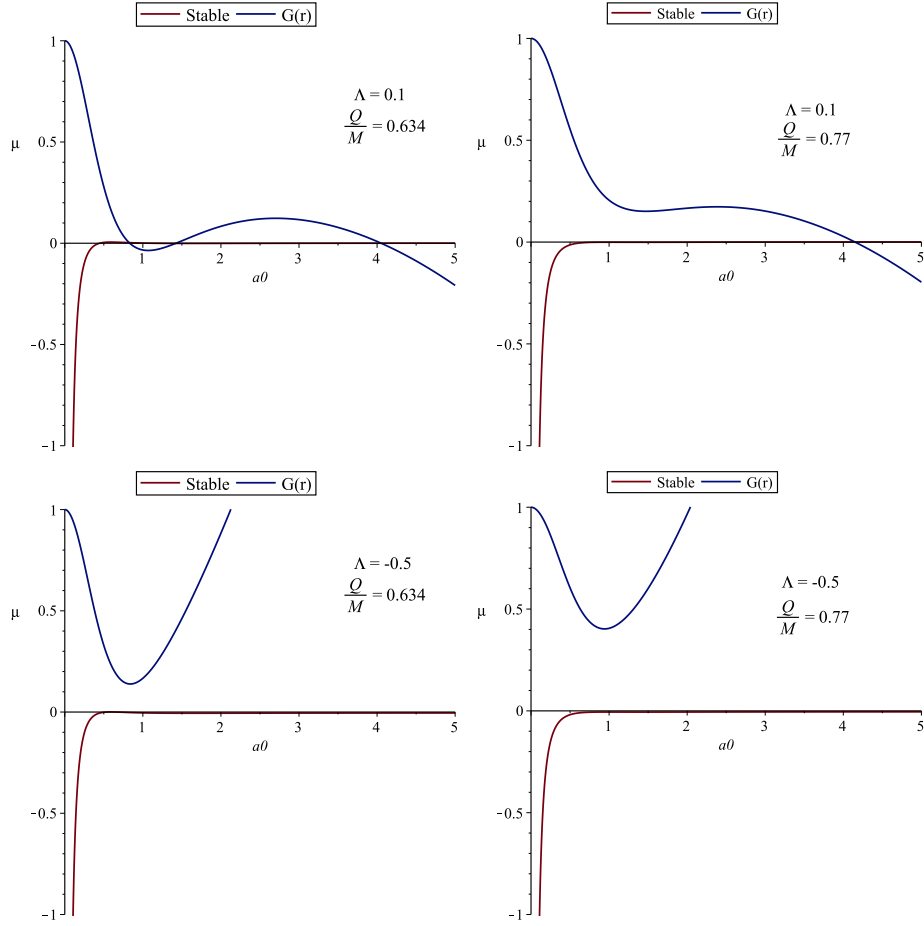 Stable G(r)
1
0.5
0
-0.5
-1
μ
1 2 3 4 5
a0
Λ = 0.1
Q
M
= 0.634
Stable G(r)
1
0.5
0
-0.5
-1
μ
1 2 3 4 5
a0
Λ = 0.1
Q
M
= 0.77
Stable G(r)
1
0.5
0
-0.5
-1
μ
1 2 3 4 5
a0
Λ = -0.5
Q
M
= 0.634
Stable G(r)
1
0.5
0
-0.5
-1
μ
1 2 3 4 5
a0
Λ = -0.5
Q
M
= 0.77